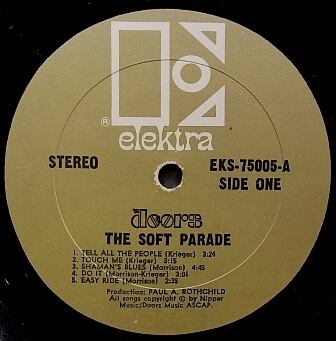 ®
elektra
STEREO
EKS-75005-A
SIDE ONE
the doors
THE SOFT PARADE
1. TELL ALL THE PEOPLE (Krieger) 3:24
2. TOUCH ME (Krieger) 3:15
3. SHAMAN'S BLUES (Morrison) 4:45
4. DO IT (Morrison-Krieger) 3:01
5. EASY RIDE (Morrison) 2:35
Production: PAUL A. ROTHCHILD
All songs copyright © by Nipper
Music/Doors Music ASCAP.